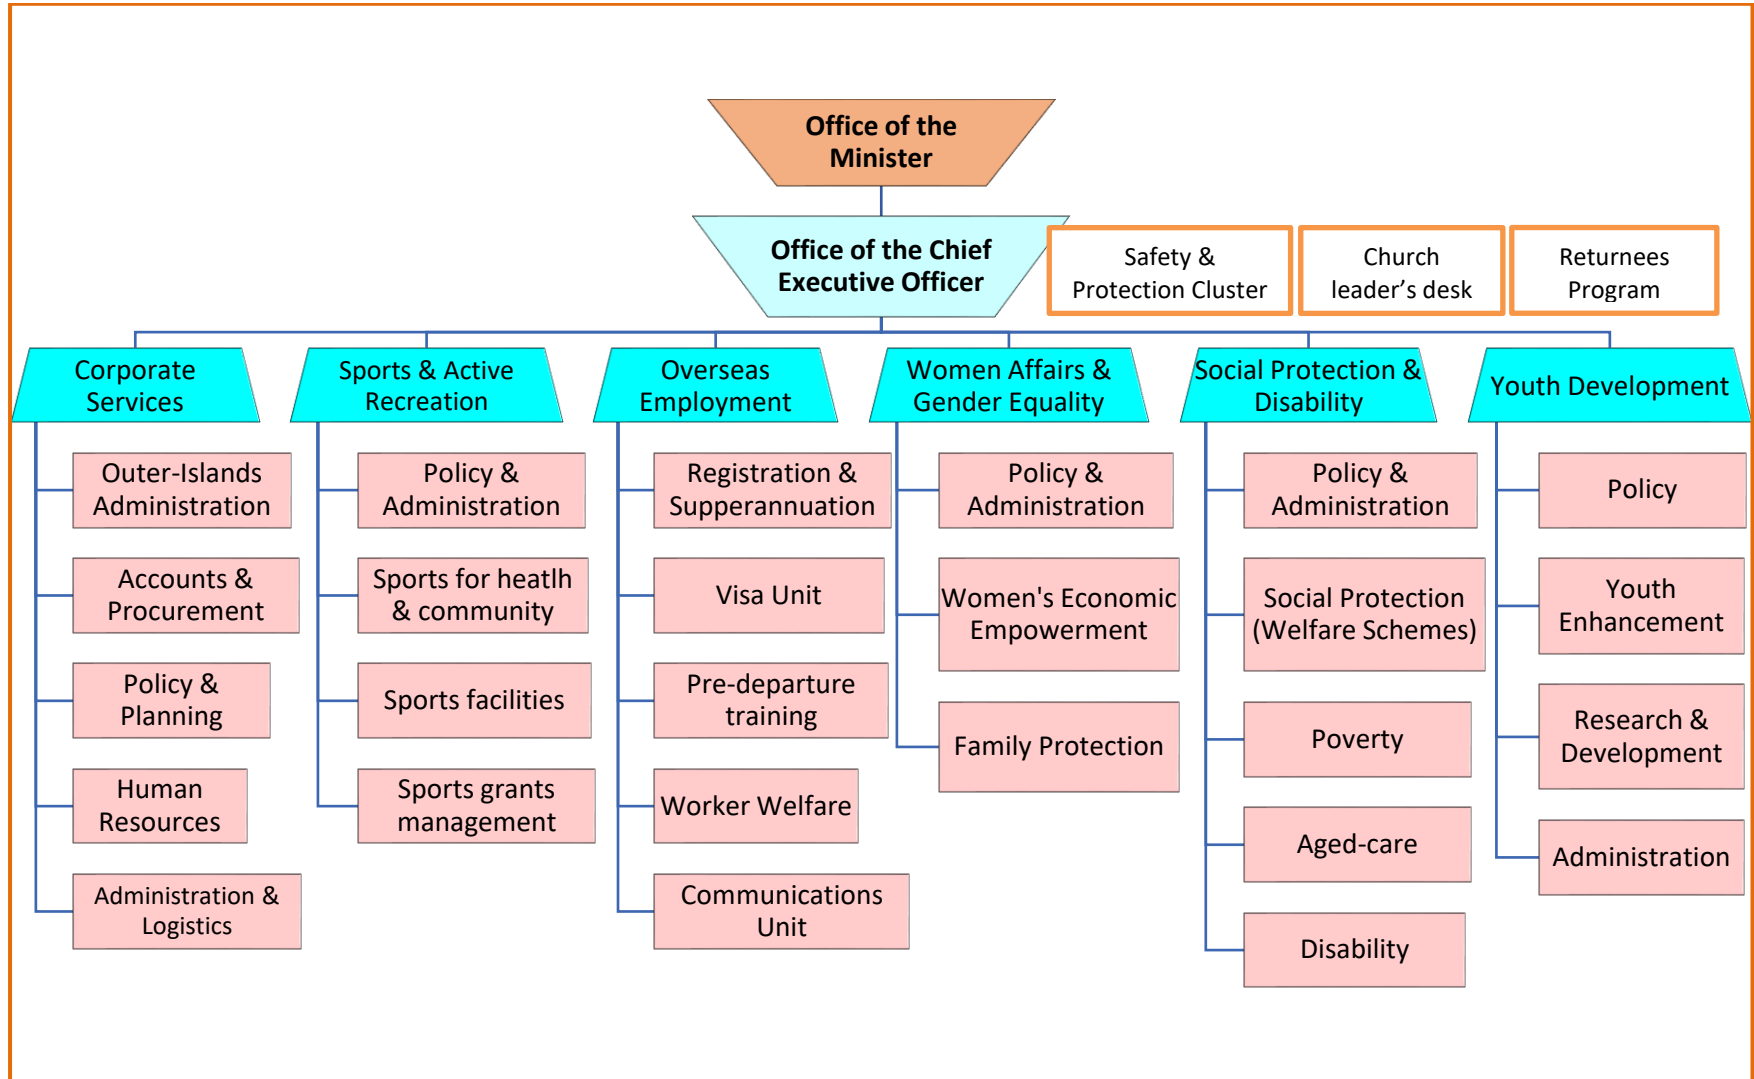 Office of the
Minister
Office of the Chief
Executive Officer
Safety &
Protection Cluster
Church
leader’s desk
Returnees
Program
Corporate
Services
Sports & Active
Recreation
Overseas
Employment
Women Affairs &
Gender Equality
Social Protection &
Disability
Youth Development
Outer-Islands
Administration
Accounts &
Procurement
Policy &
Planning
Human
Resources
Administration &
Logistics
Policy &
Administration
Sports for heatlh
& community
Sports facilities
Sports grants
management
Registration &
Supperannuation
Visa Unit
Pre-departure
training
Worker Welfare
Communications
Unit
Policy &
Administration
Women's Economic
Empowerment
Family Protection
Policy &
Administration
Social Protection
(Welfare Schemes)
Poverty
Aged-care
Disability
Policy
Youth
Enhancement
Research &
Development
Administration